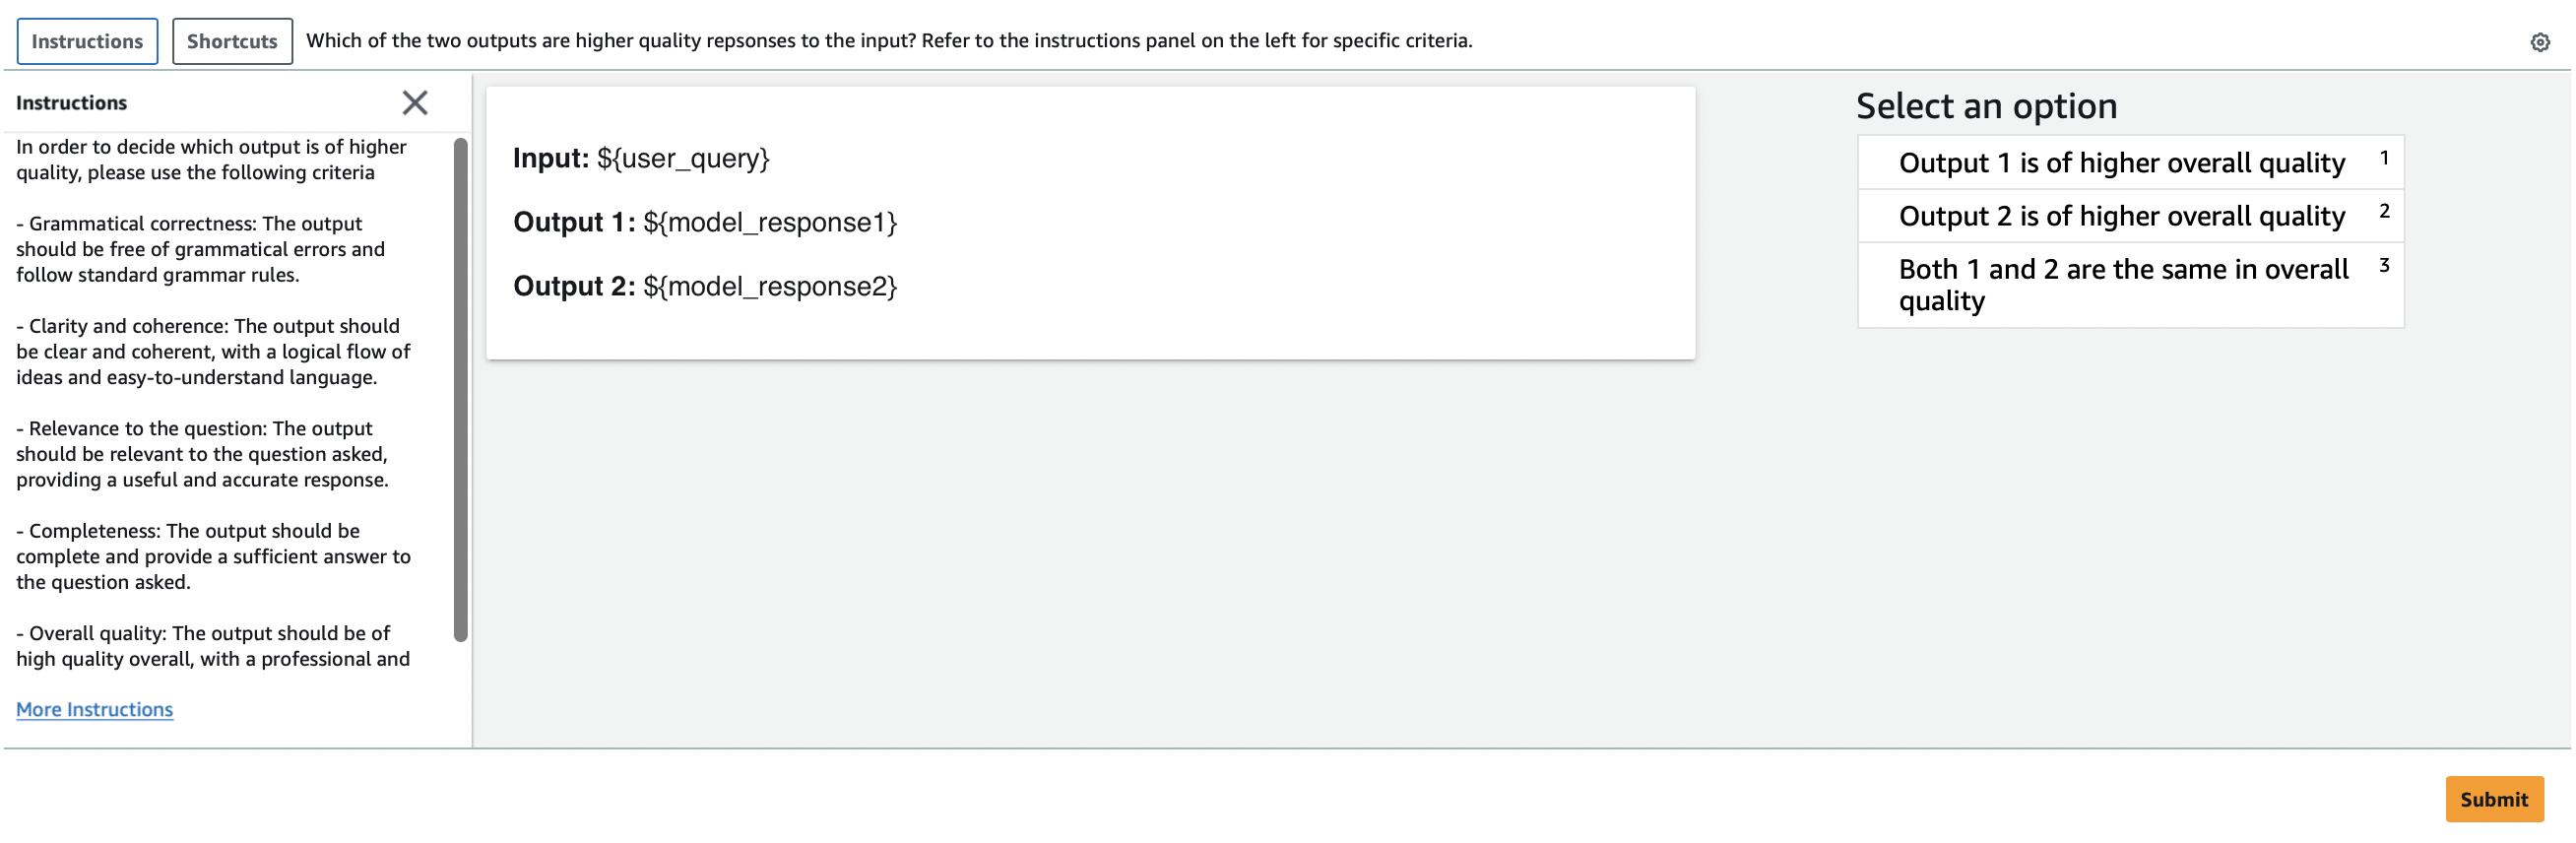 Instructions
Shortcuts
Which of the two outputs are higher quality repsonses to the input? Refer to the instructions panel on the left for specific criteria.
Instructions
In order to decide which output is of higher
quality, please use the following criteria
- Grammatical correctness: The output
should be free of grammatical errors and
follow standard grammar rules.
- Clarity and coherence: The output should
be clear and coherent, with a logical flow of
ideas and easy-to-understand language.
- Relevance to the question: The output
should be relevant to the question asked,
providing a useful and accurate response.
- Completeness: The output should be
complete and provide a sufficient answer to
the question asked.
- Overall quality: The output should be of
high quality overall, with a professional and
More Instructions
Input: ${user_query}
Output 1: ${model_response1}
Output 2: ${model_response2}
Select an option
Output 1 is of higher overall quality 1
Output 2 is of higher overall quality 2
Both 1 and 2 are the same in overall 3
quality
Submit